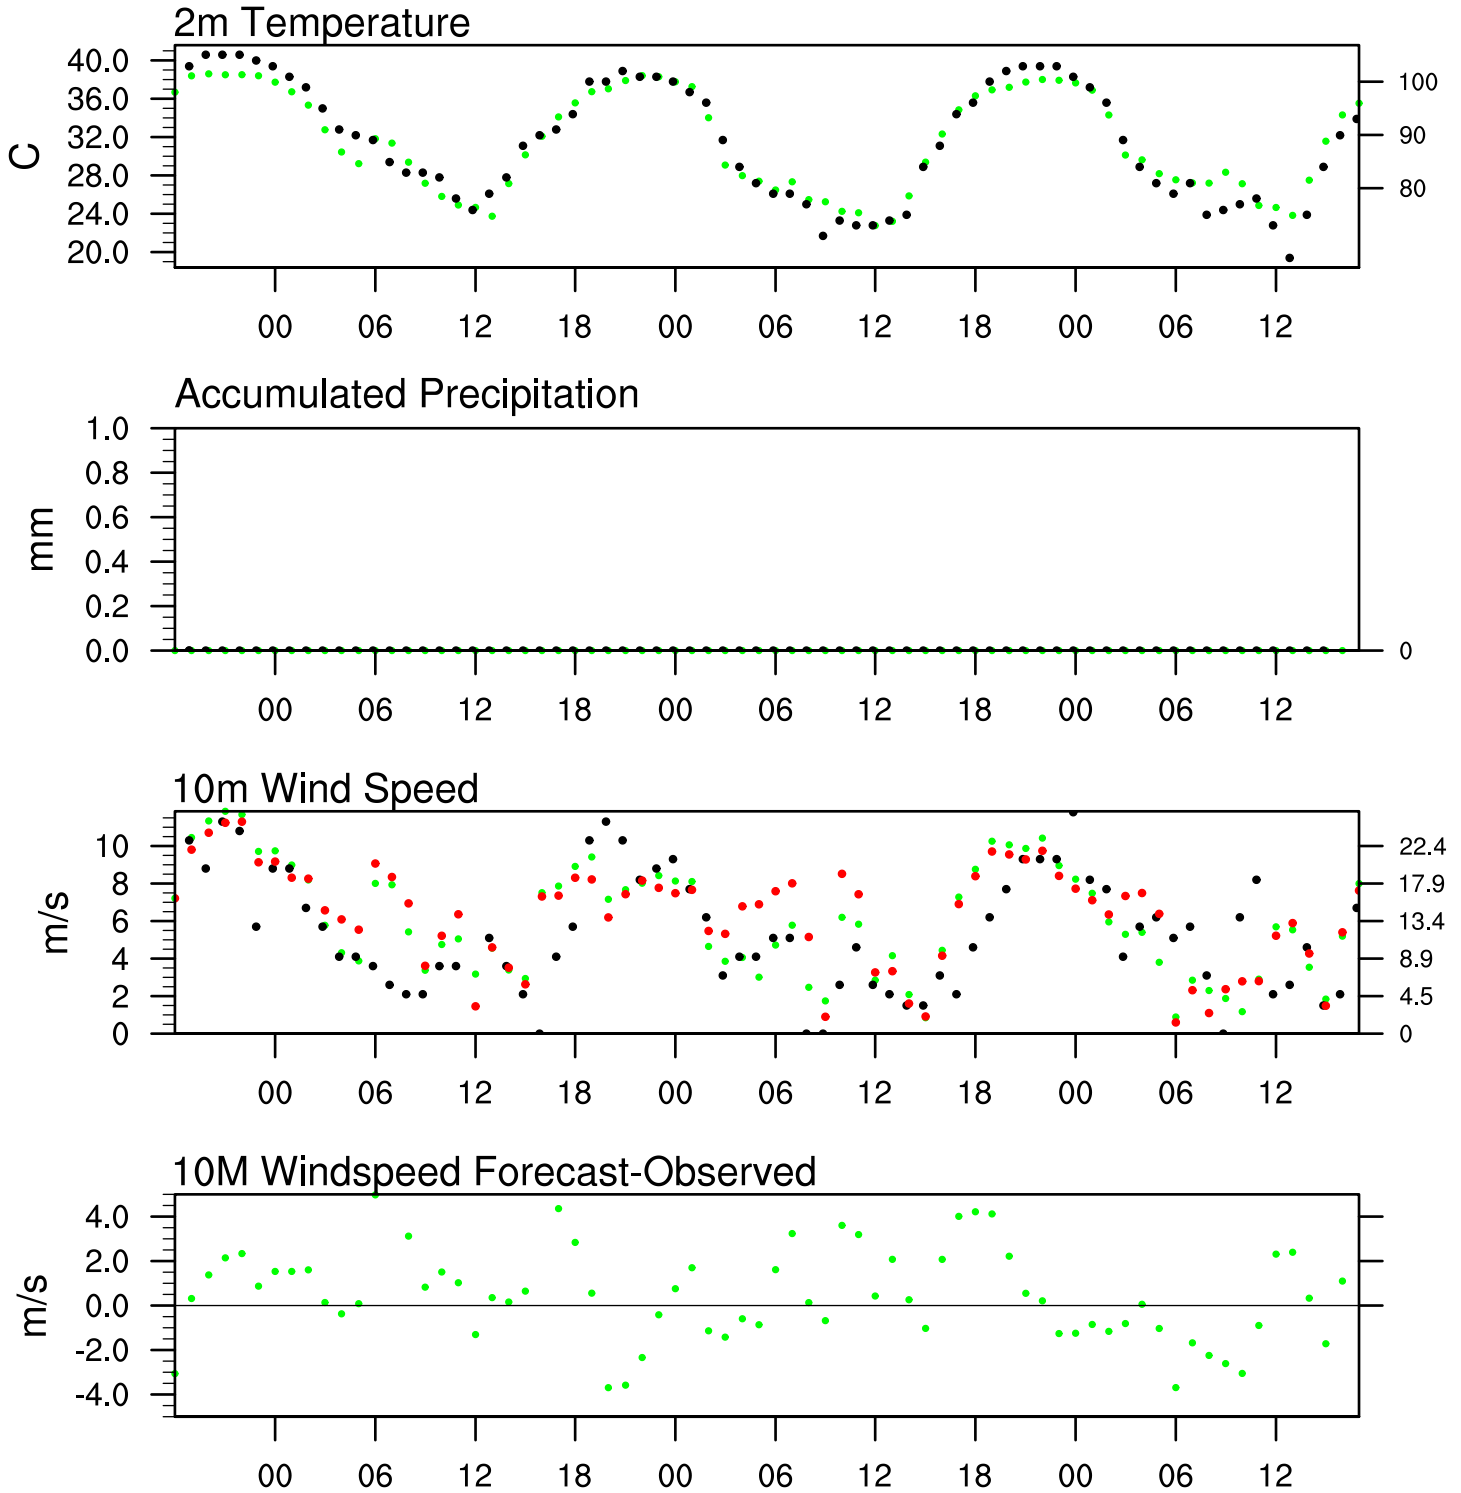 2m Temperature
40.0
36.0
32.0
28.0
24.0
20.0
C
100
90
80
00 06 12 18 00 06 12 18 00 06 12
Accumulated Precipitation
1.0
0.8
0.6
0.4
0.2
0.0
mm
0
00 06 12 18 00 06 12 18 00 06 12
10m Wind Speed
10
8
6
4
2
0
m/s
22.4
17.9
13.4
8.9
4.5
0
00 06 12 18 00 06 12 18 00 06 12
10M Windspeed Forecast-Observed
4.0
2.0
0.0
-2.0
-4.0
m/s
00 06 12 18 00 06 12 18 00 06 12